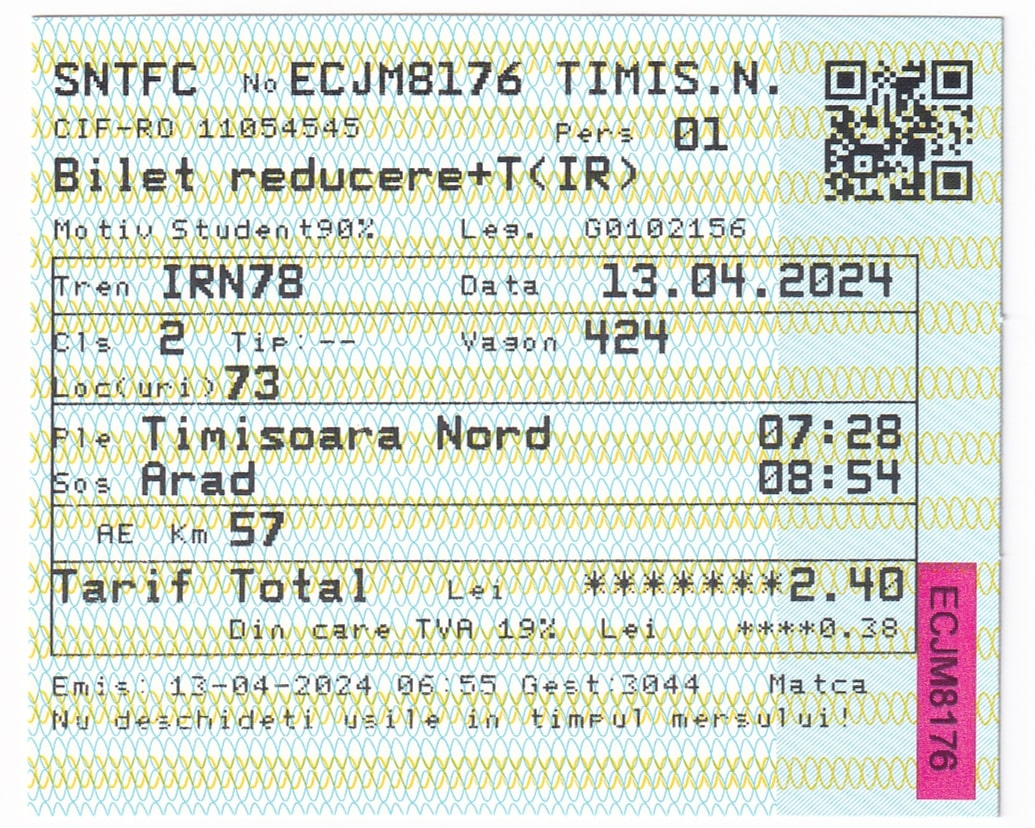 SNTFC No ECJM8176 TIMIS.N.
CIF-RO 11054545 Pers 01
Bilet reducere+T(IR)
Motiv Student90% Leg. G0102156
Tren IRN78 Data 13.04.2024
Cls 2 Tip:-- Vagon 424
Loc(uri) 73
Ple Timisoara Nord 07:28
Sos Arad 08:54
AE Km 57
Tarif Total Lei *******2.40
Din care TVA 19% Lei ****0.38
Emis: 13-04-2024 06:55 Gest:3044 Matca
Nu deschideti usile in timpul mersului!
ECJM8176